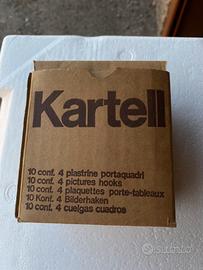 Kartell
10 conf. 4 piastrine portaquadri
10 conf. 4 pictures hooks
10 conf. 4 plaquettes porte-tableaux
10 Konf. 4 Bilderhaken
10 conf. 4 cuelgas cuadros
subito